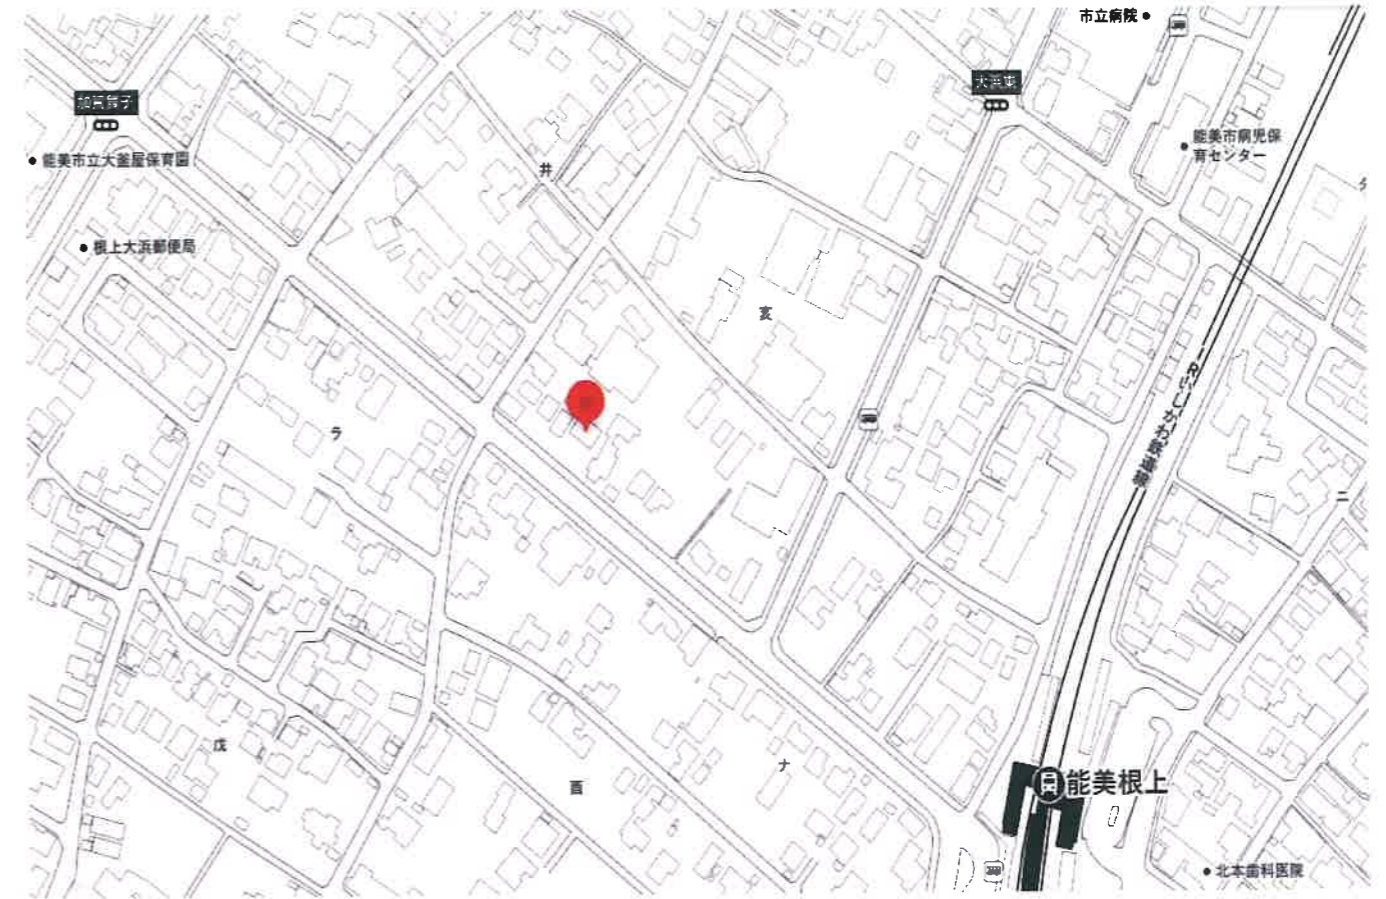 市立病院
加賀舞子
大浜東
能美市病児保
育センター
能美市立大釜屋保育園
井
根上大浜郵便局
亥
IRいしかわ鉄道線
ラ
ニ
戊
ナ
酉
能美根上
北本歯科医院